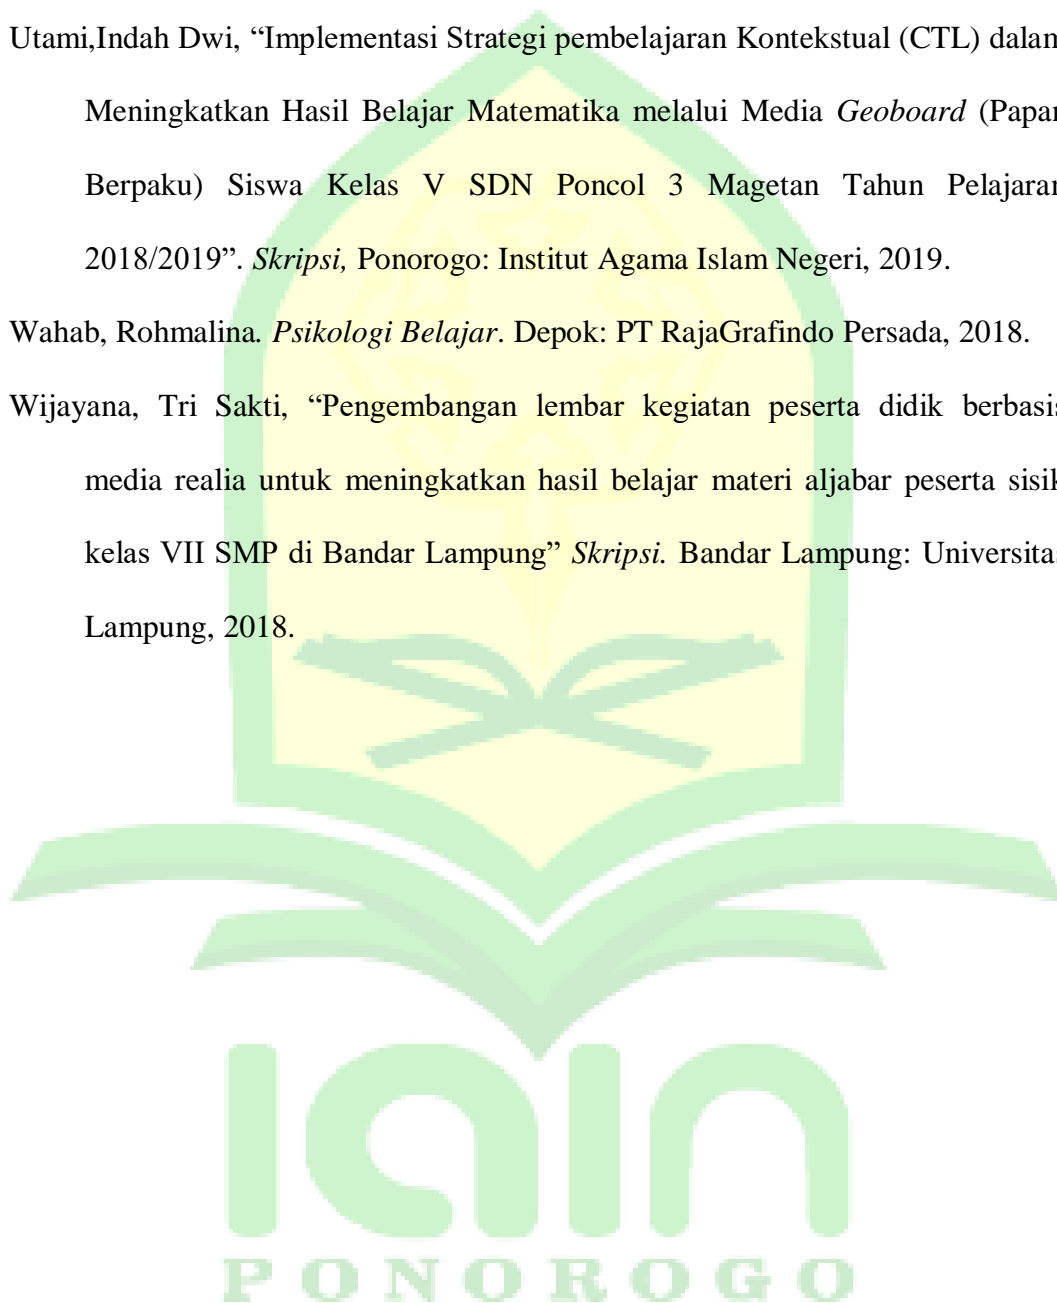 Utami,Indah Dwi, “Implementasi Strategi pembelajaran Kontekstual (CTL) dalam
Meningkatkan Hasil Belajar Matematika melalui Media Geoboard (Papan
Berpaku) Siswa Kelas V SDN Poncol 3 Magetan Tahun Pelajaran
2018/2019”. Skripsi, Ponorogo: Institut Agama Islam Negeri, 2019.
Wahab, Rohmalina. Psikologi Belajar. Depok: PT RajaGrafindo Persada, 2018.
Wijayana, Tri Sakti, “Pengembangan lembar kegiatan peserta didik berbasis
media realia untuk meningkatkan hasil belajar materi aljabar peserta sisik
kelas VII SMP di Bandar Lampung” Skripsi. Bandar Lampung: Universitas
Lampung, 2018.
iain
PONOROGO